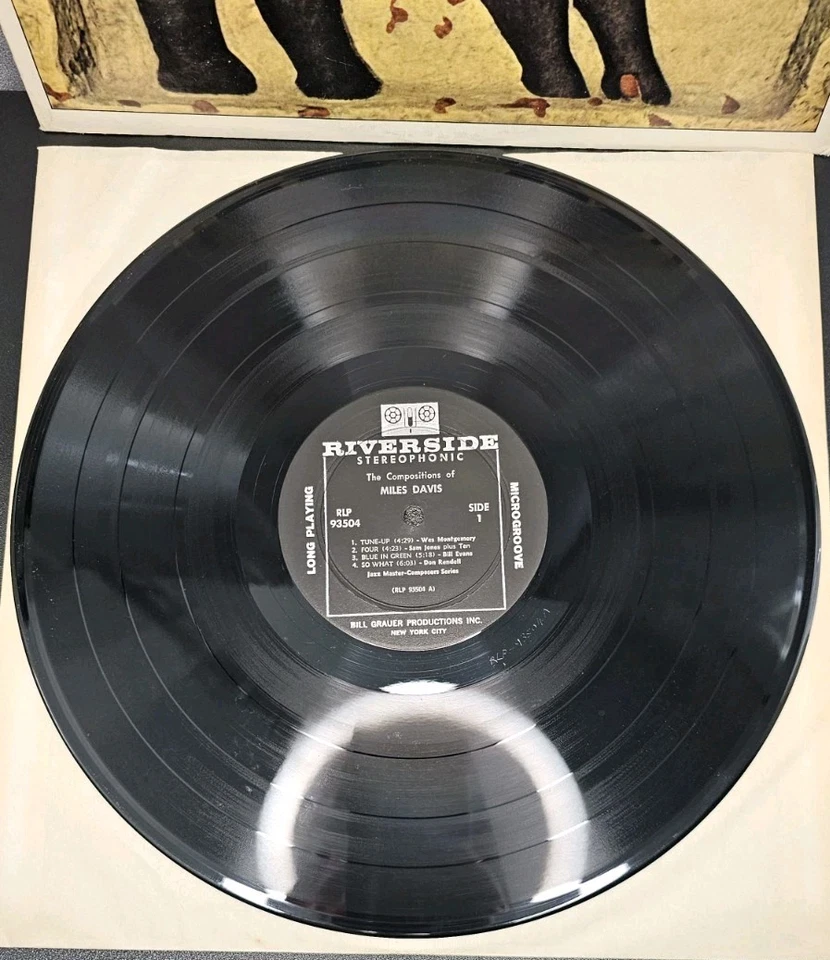 RIVERSIDE
STEREOPHONIC
The Compositions of
MILES DAVIS
RLP
93504
SIDE
1
LONG PLAYING
MICROGROOVE
1. TUNE-UP (4:29) - Wes Montgomery
2. FOUR (4:23) - Sam Jones plus Ten
3. BLUE IN GREEN (5:18) - Bill Evans
4. SO WHAT (6:03) - Don Rendell
Jazz Master-Composers Series
(RLP 93504 A)
BILL GRAUER PRODUCTIONS INC.
NEW YORK CITY